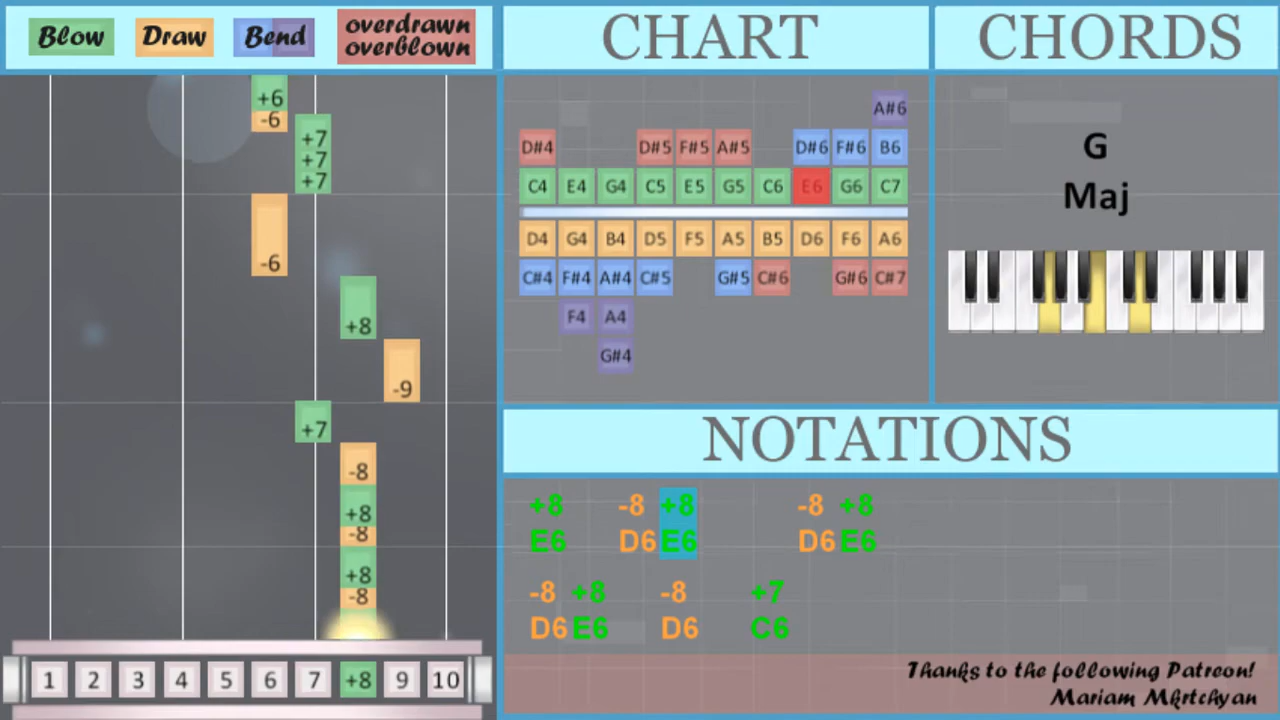 Blow
Draw
Bend
overdrawn
overblown
CHART
CHORDS
+6
-6
+7
+7
+7
-6
+8
-9
+7
-8
+8
-8
+8
-8
1 2 3 4 5 6 7 +8 9 10
A#6
D#4 D#5 F#5 A#5 D#6 F#6 B6
C4 E4 G4 C5 E5 G5 C6 E6 G6 C7
D4 G4 B4 D5 F5 A5 B5 D6 F6 A6
C#4 F#4 A#4 C#5 G#5 C#6 G#6 C#7
F4 A4
G#4
G
Maj
NOTATIONS
+8 -8 +8 -8 +8
E6 D6 E6 D6 E6
-8 +8 -8 +7
D6 E6 D6 C6
Thanks to the following Patreon!
Mariam Mkrtchyan